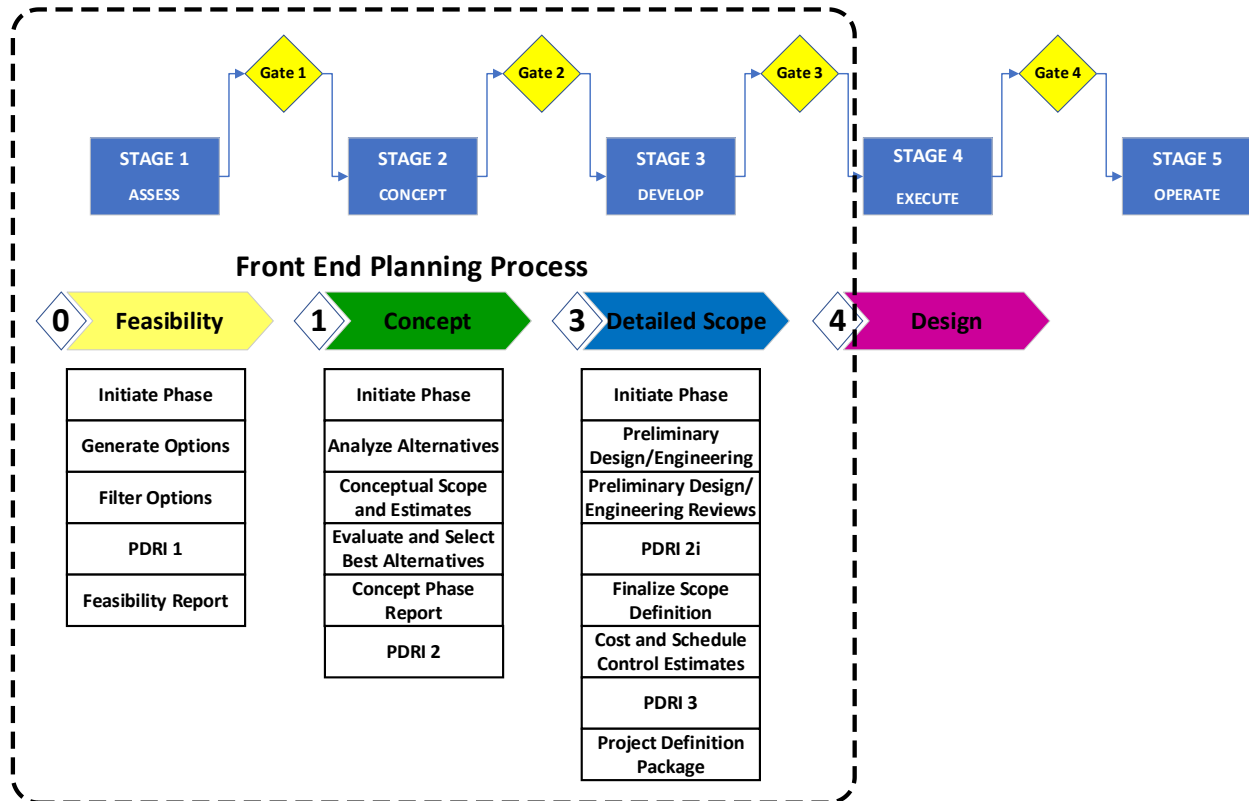 Gate 1
Gate 2
Gate 3
Gate 4
STAGE 1
ASSESS
STAGE 2
CONCEPT
STAGE 3
DEVELOP
STAGE 4
EXECUTE
STAGE 5
OPERATE
Front End Planning Process
0
Feasibility
1
Concept
3
Detailed Scope
4
Design
Initiate Phase
Generate Options
Filter Options
PDRI 1
Feasibility Report
Initiate Phase
Analyze Alternatives
Conceptual Scope
and Estimates
Evaluate and Select
Best Alternatives
Concept Phase
Report
PDRI 2
Initiate Phase
Preliminary
Design/Engineering
Preliminary Design/
Engineering Reviews
PDRI 2i
Finalize Scope
Definition
Cost and Schedule
Control Estimates
PDRI 3
Project Definition
Package